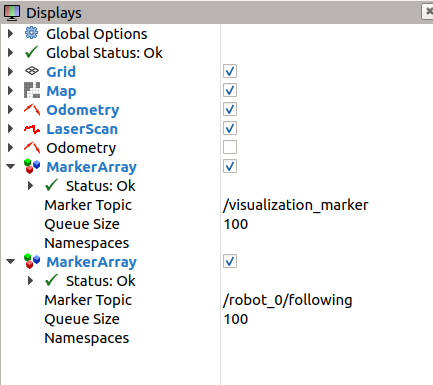 Displays
Global Options
Global Status: Ok
Grid
Map
Odometry
LaserScan
Odometry
MarkerArray
Status: Ok
Marker Topic /visualization_marker
Queue Size 100
Namespaces
MarkerArray
Status: Ok
Marker Topic /robot_0/following
Queue Size 100
Namespaces